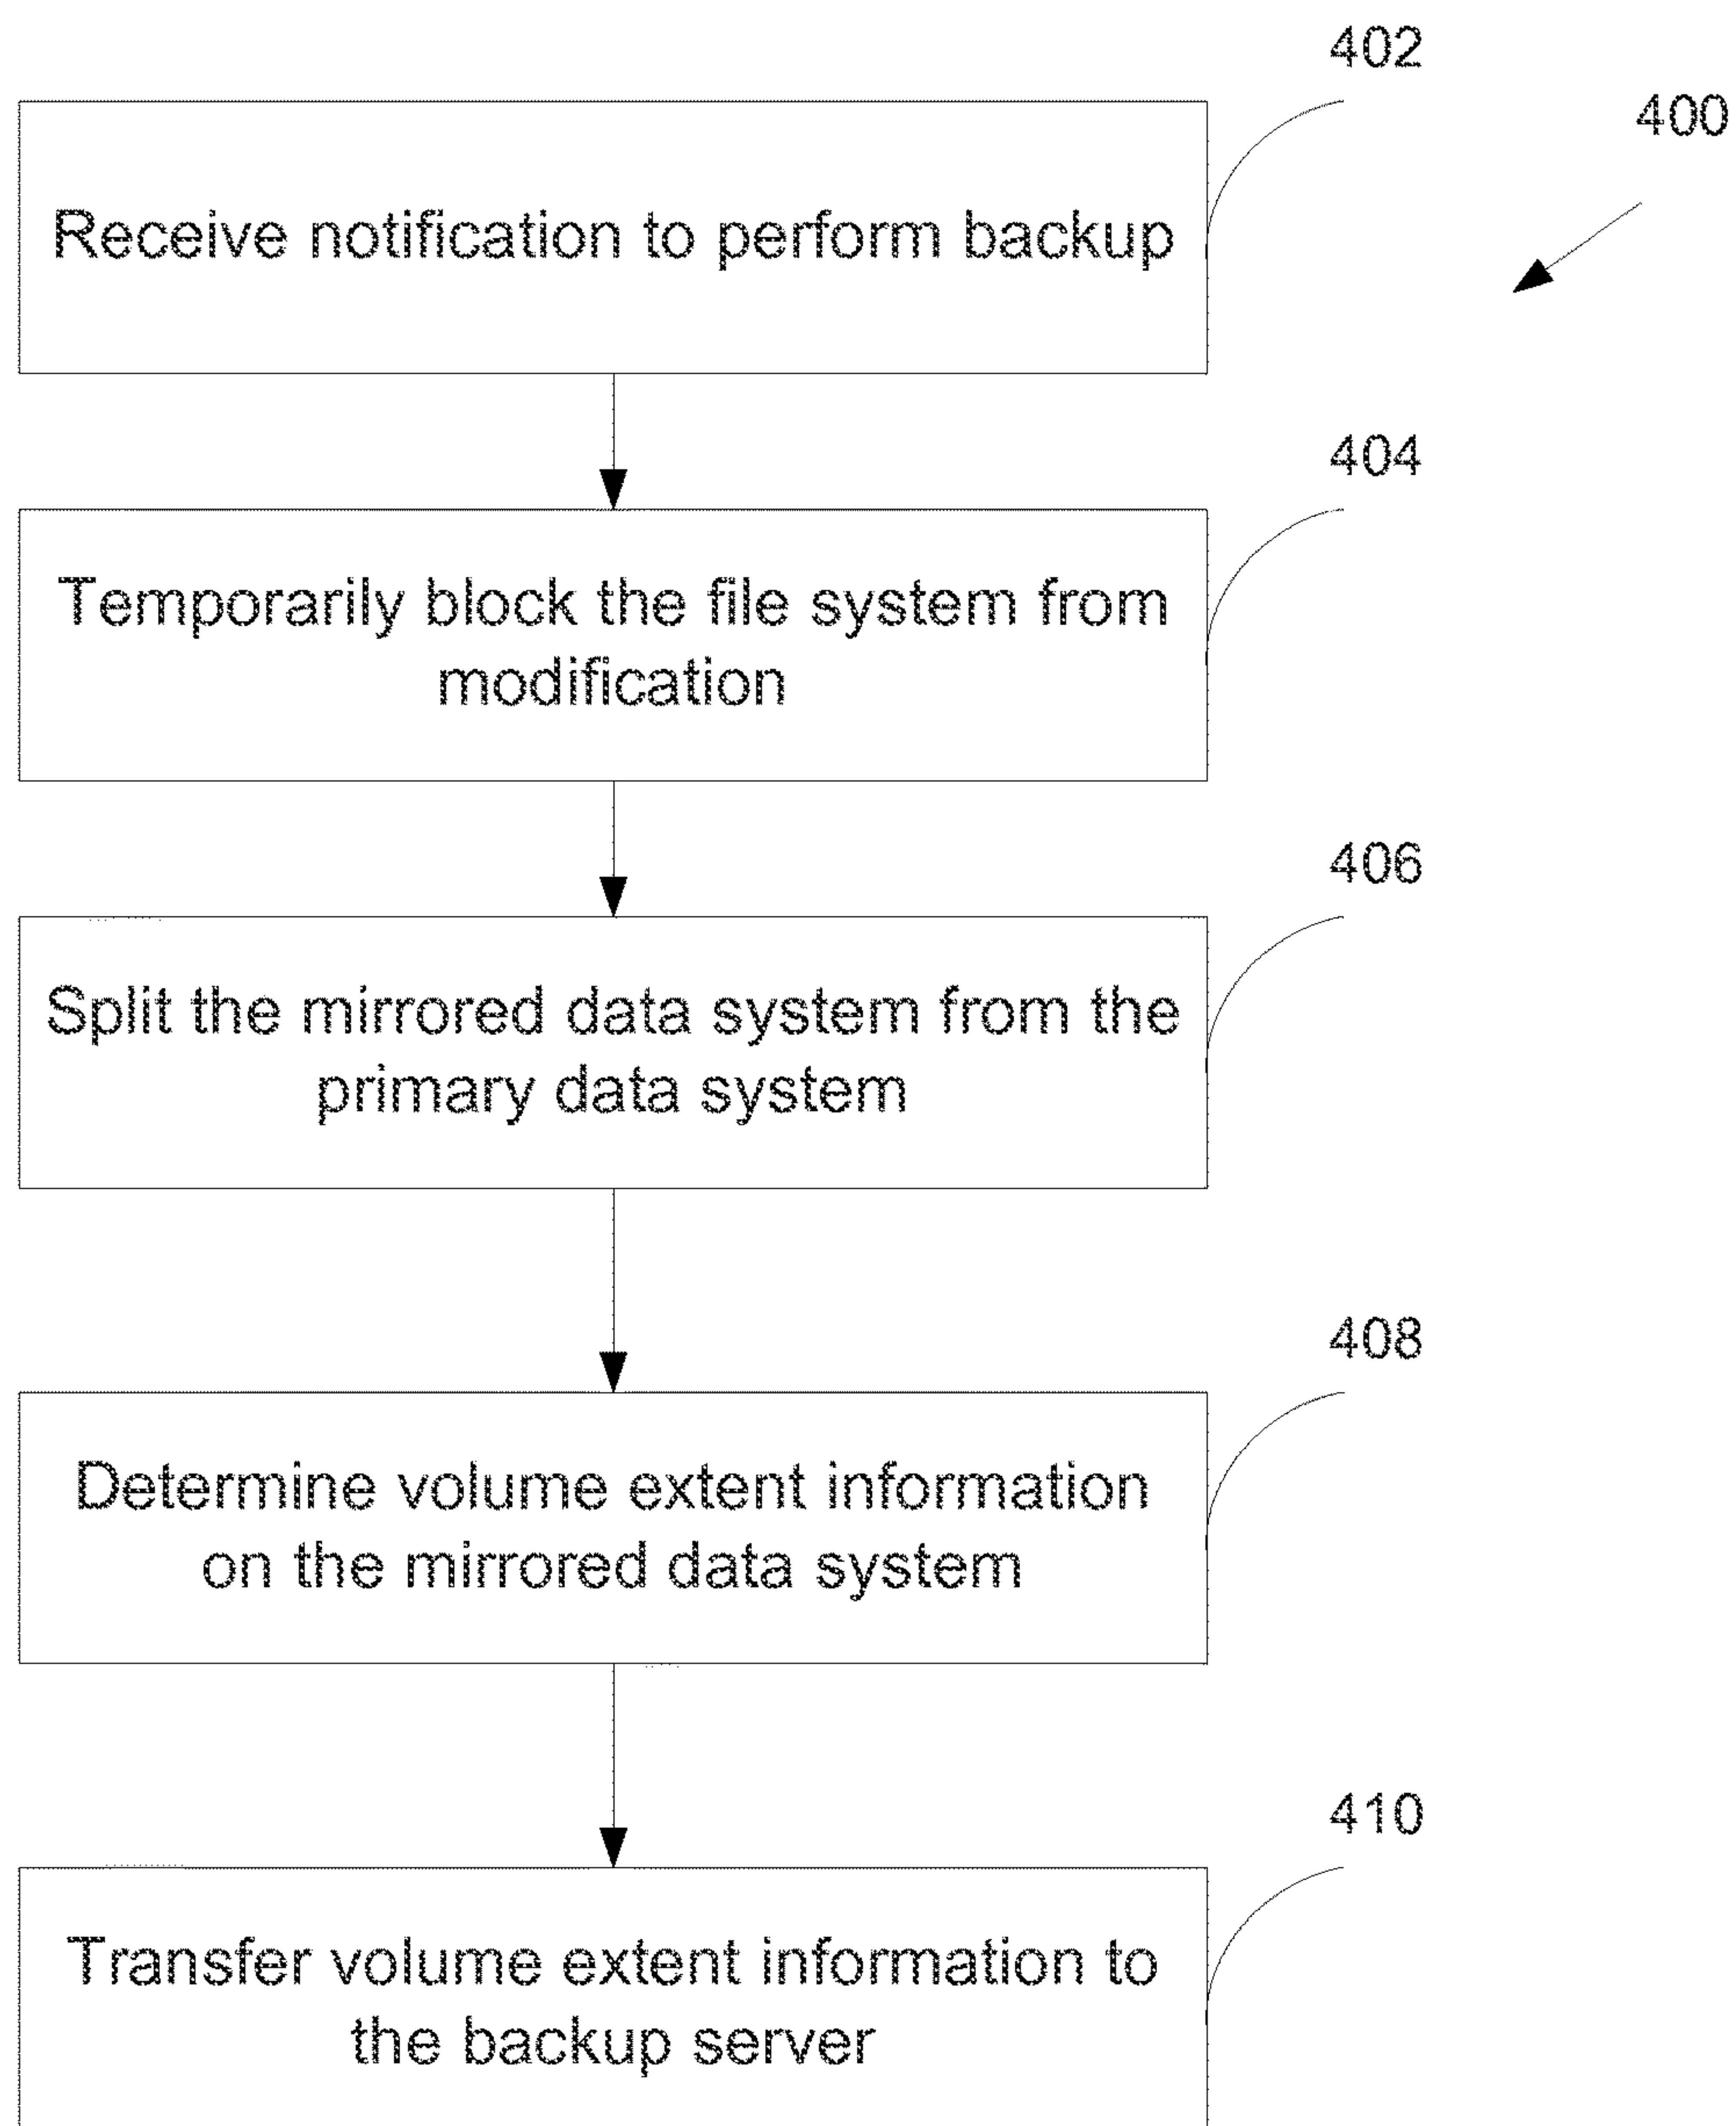 402
400
Receive notification to perform backup
404
Temporarily block the file system from
modification
406
Split the mirrored data system from the
primary data system
408
Determine volume extent information
on the mirrored data system
410
Transfer volume extent information to
the backup server